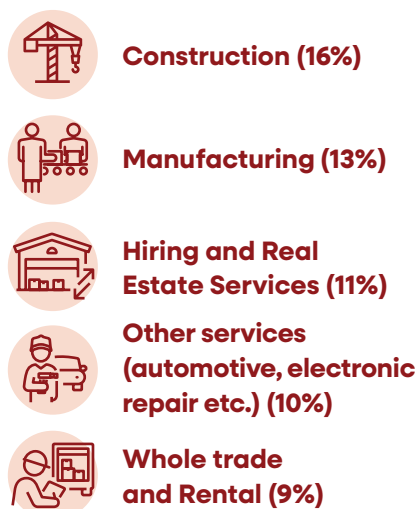 Construction (16%)
Manufacturing (13%)
Hiring and Real
Estate Services (11%)
Other services
(automotive, electronic
repair etc.) (10%)
Whole trade
and Rental (9%)